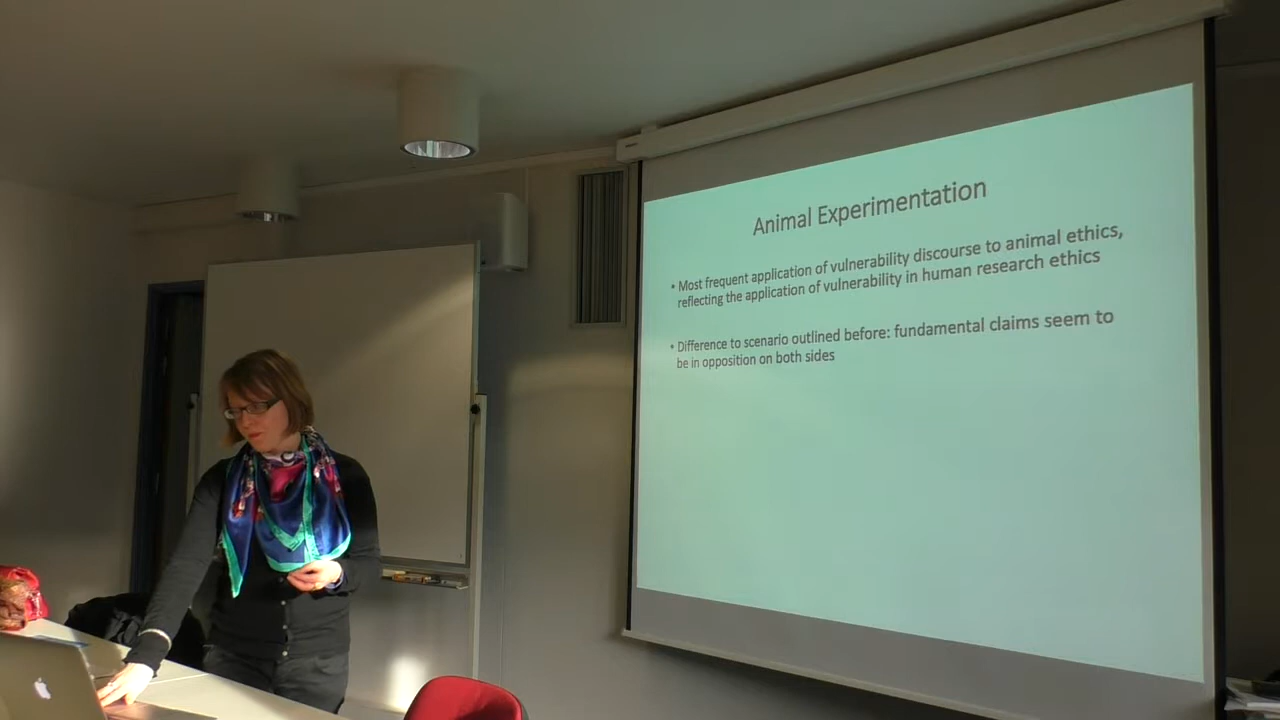 Animal Experimentation
• Most frequent application of vulnerability discourse to animal ethics,
reflecting the application of vulnerability in human research ethics
• Difference to scenario outlined before: fundamental claims seem to
be in opposition on both sides